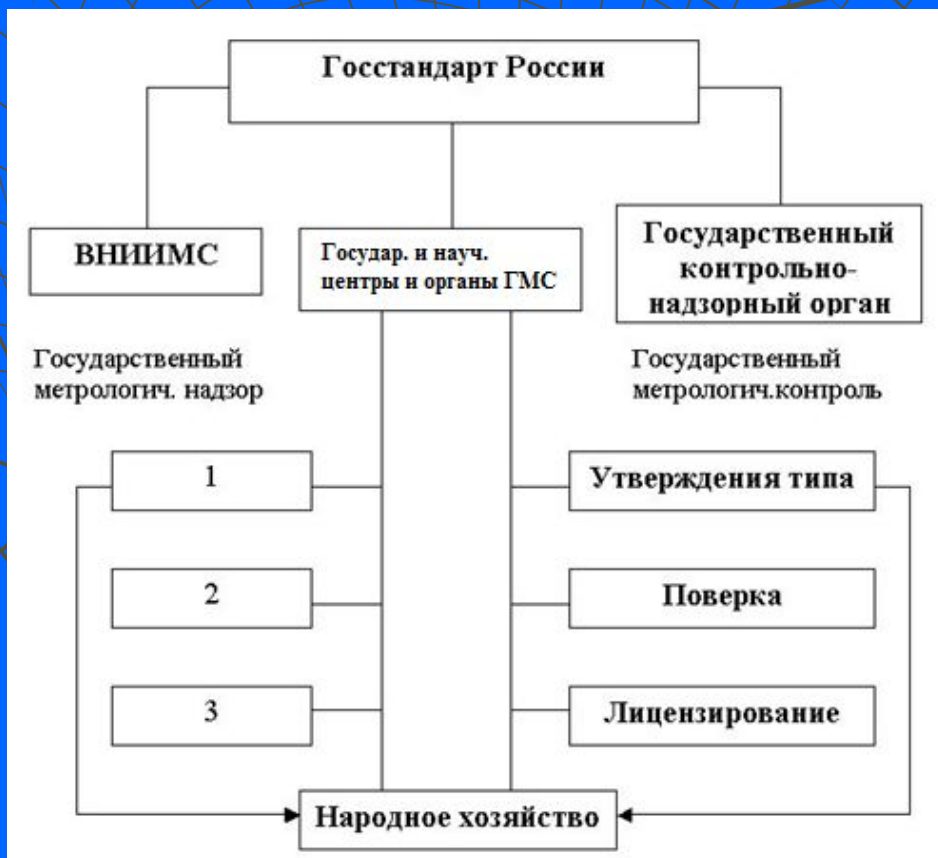 Госстандарт России
ВНИИМС
Государ. и науч.
центры и органы ГМС
Государственный
контрольно-
надзорный орган
Государственный
метрологич. надзор
Государственный
метрологич.контроль
1
Утверждения типа
2
Поверка
3
Лицензирование
Народное хозяйство